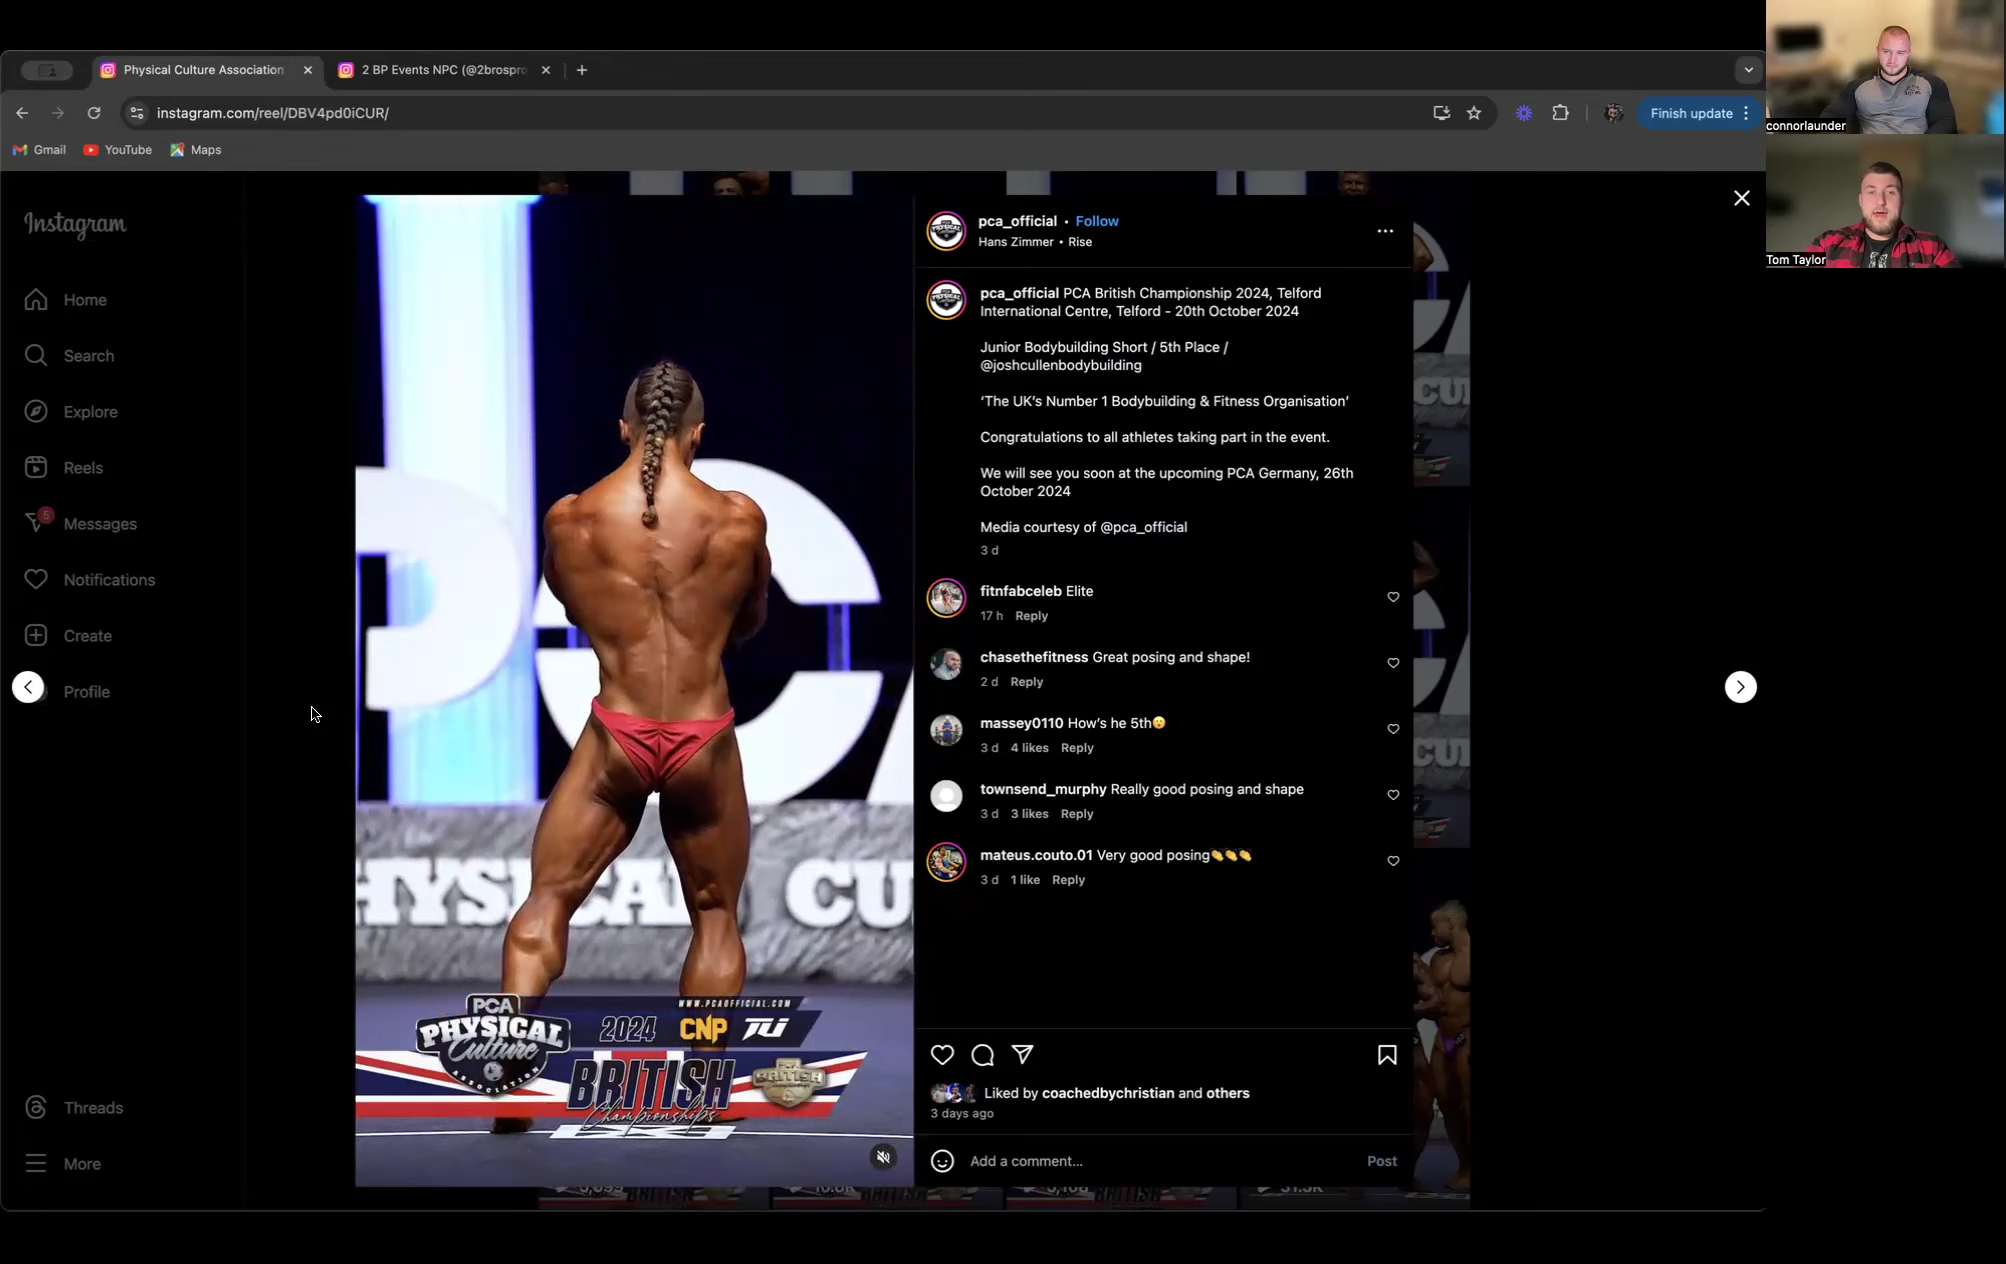 Physical Culture Association
2 BP Events NPC (@2brospro
instagram.com/reel/DBV4pd0iCUR/
Finish update
Gmail
YouTube
Maps
connorlaunder
Tom Taylor
Instagram
Home
Search
Explore
Reels
5
Messages
Notifications
Create
Profile
Threads
More
HYSICAL CU
WWW.PCAOFFICIAL.COM
PCA
PHYSICAL
Culture
ASSOCIATION
2024 CNP
BRITISH
Championships
pca_official • Follow
Hans Zimmer • Rise
pca_official PCA British Championship 2024, Telford
International Centre, Telford - 20th October 2024
Junior Bodybuilding Short / 5th Place /
@joshcullenbodybuilding
‘The UK’s Number 1 Bodybuilding & Fitness Organisation’
Congratulations to all athletes taking part in the event.
We will see you soon at the upcoming PCA Germany, 26th
October 2024
Media courtesy of @pca_official
3 d
fitnfabceleb Elite
17 h Reply
chasethefitness Great posing and shape!
2 d Reply
massey0110 How’s he 5th😮
3 d 4 likes Reply
townsend_murphy Really good posing and shape
3 d 3 likes Reply
mateus.couto.01 Very good posing👏👏👏
3 d 1 like Reply
Liked by coachedbychristian and others
3 days ago
Add a comment...
Post